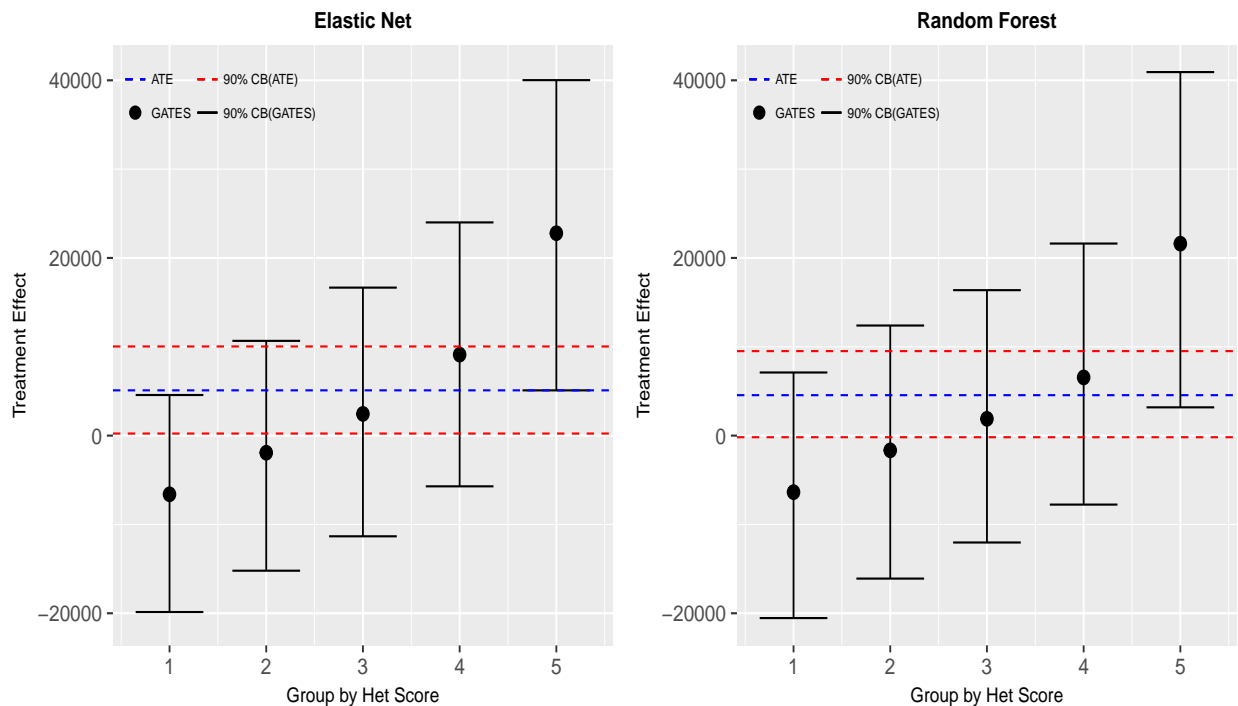 Elastic Net
ATE
90% CB(ATE)
GATES
90% CB(GATES)
40000
20000
0
−20000
Treatment Effect
1 2 3 4 5
Group by Het Score
Random Forest
ATE
90% CB(ATE)
GATES
90% CB(GATES)
40000
20000
0
−20000
Treatment Effect
1 2 3 4 5
Group by Het Score